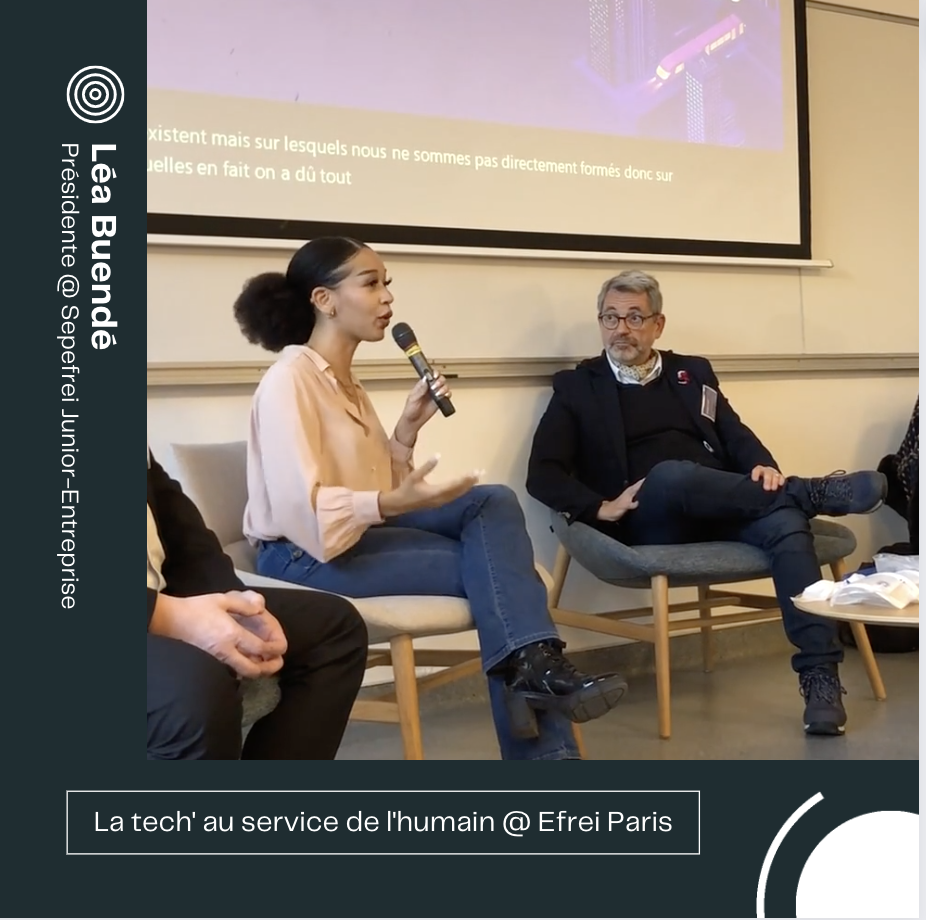 Léa Buendé
Présidente @ Sepefrei Junior-Entreprise
xistent mais sur lesquels nous ne sommes pas directement formés donc sur
uelles en fait on a dû tout
La tech' au service de l'humain @ Efrei Paris